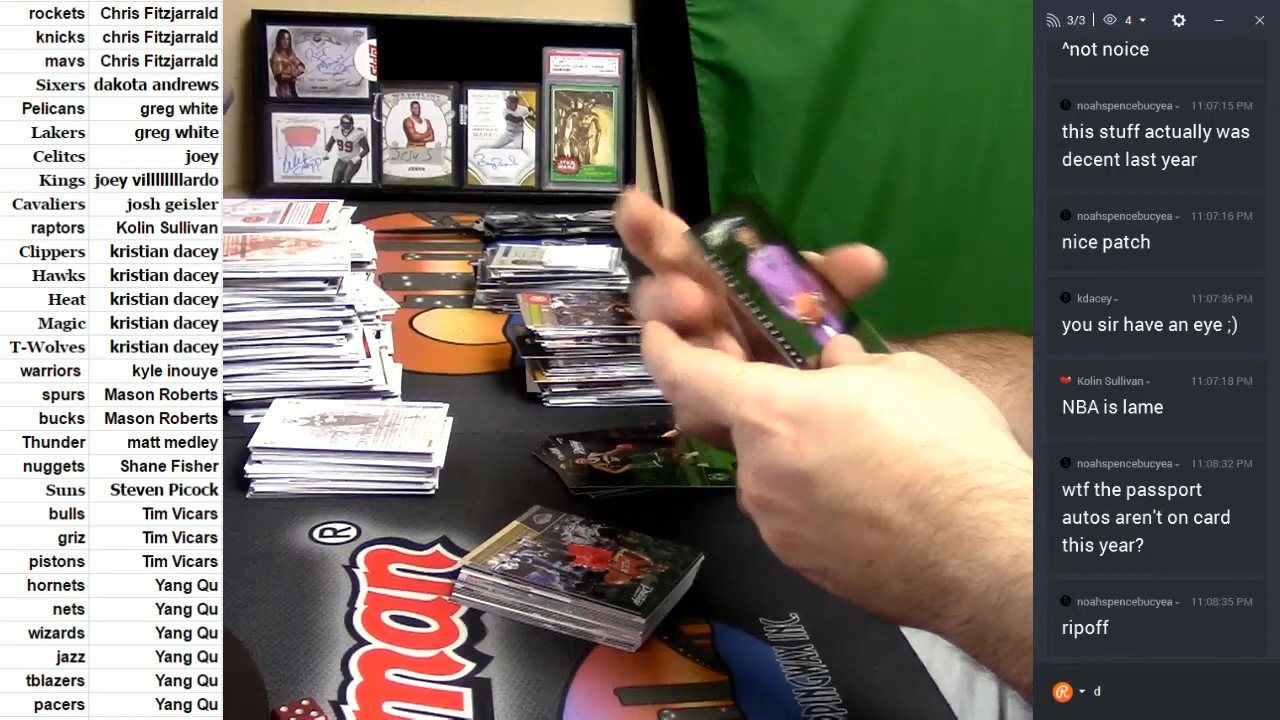 rockets Chris Fitzjarrald
knicks chris Fitzjarrald
mavs Chris Fitzjarrald
Sixers dakota andrews
Pelicans greg white
Lakers greg white
Celitcs joey
Kings joey villlllllllardo
Cavaliers josh geisler
raptors Kolin Sullivan
Clippers kristian dacey
Hawks kristian dacey
Heat kristian dacey
Magic kristian dacey
T-Wolves kristian dacey
warriors kyle inouye
spurs Mason Roberts
bucks Mason Roberts
Thunder matt medley
nuggets Shane Fisher
Suns Steven Picock
bulls Tim Vicars
griz Tim Vicars
pistons Tim Vicars
hornets Yang Qu
nets Yang Qu
wizards Yang Qu
jazz Yang Qu
tblazers Yang Qu
pacers Yang Qu
99
STAR WARS
®
man
PPINGWAX INC
3/3 4
^not noice
noahspencebucyea 11:07:15 PM
this stuff actually was
decent last year
noahspencebucyea 11:07:16 PM
nice patch
kdacey 11:07:36 PM
you sir have an eye ;)
Kolin Sullivan 11:07:18 PM
NBA is lame
noahspencebucyea 11:08:32 PM
wtf the passport
autos aren't on card
this year?
noahspencebucyea 11:08:35 PM
ripoff
d